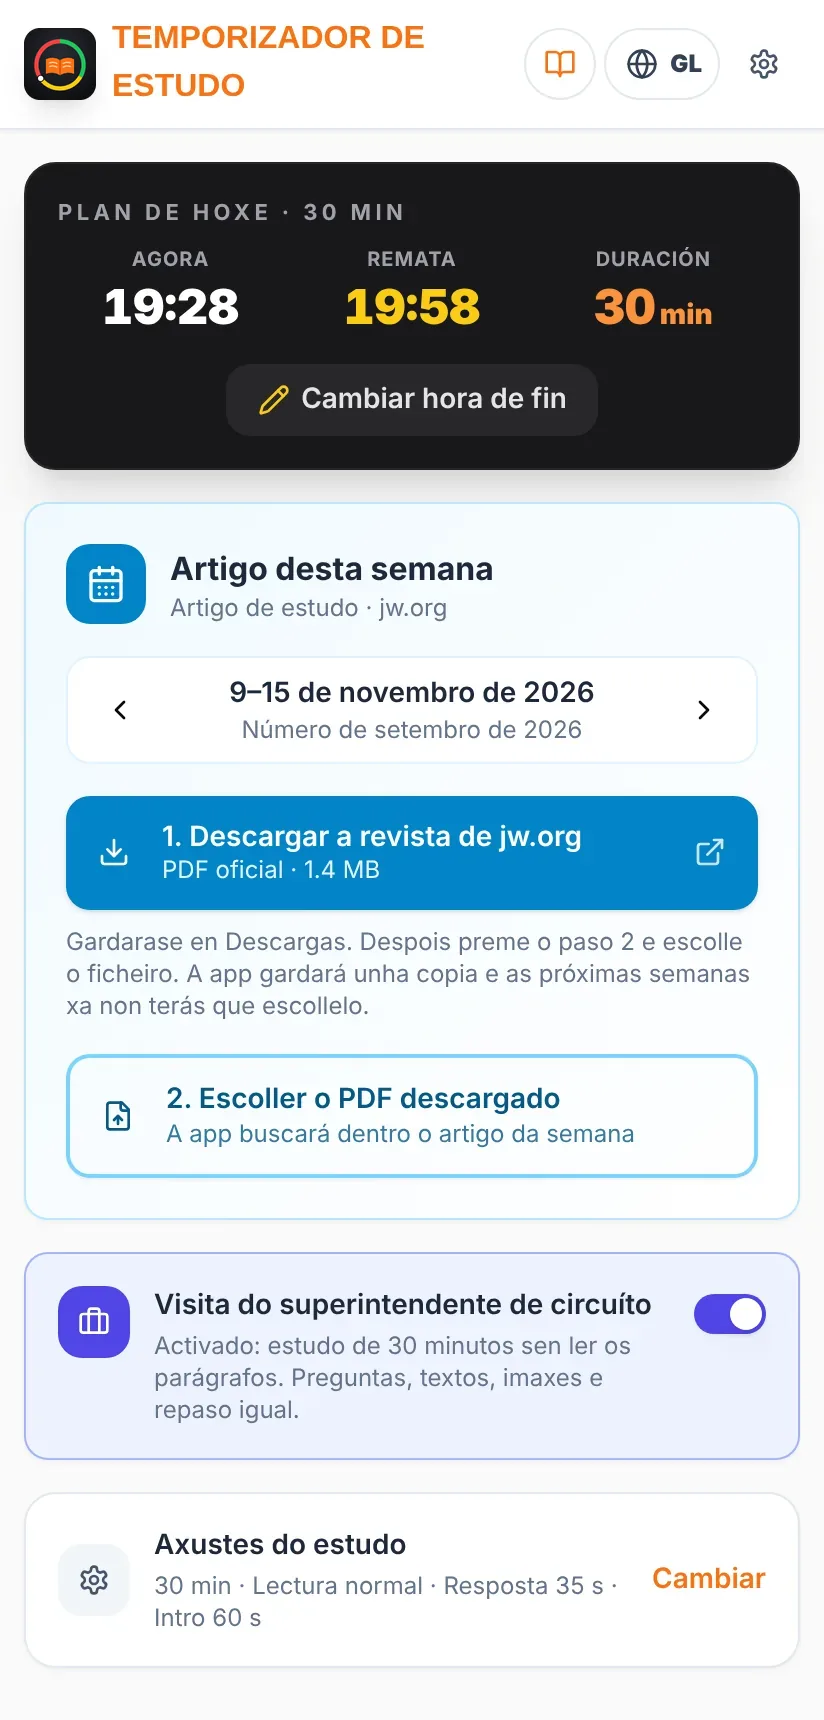 TEMPORIZADOR DE
ESTUDO
GL
PLAN DE HOXE · 30 MIN
AGORA
REMATA
DURACIÓN
19:28
19:58
30 min
Cambiar hora de fin
Artigo desta semana
Artigo de estudo · jw.org
9–15 de novembro de 2026
Número de setembro de 2026
1. Descargar a revista de jw.org
PDF oficial · 1.4 MB
Gardarase en Descargas. Despois preme o paso 2 e escolle
o ficheiro. A app gardará unha copia e as próximas semanas
xa non terás que escollelo.
2. Escoller o PDF descargado
A app buscará dentro o artigo da semana
Visita do superintendente de circuíto
Activado: estudo de 30 minutos sen ler os
parágrafos. Preguntas, textos, imaxes e
repaso igual.
Axustes do estudo
30 min · Lectura normal · Resposta 35 s ·
Intro 60 s
Cambiar